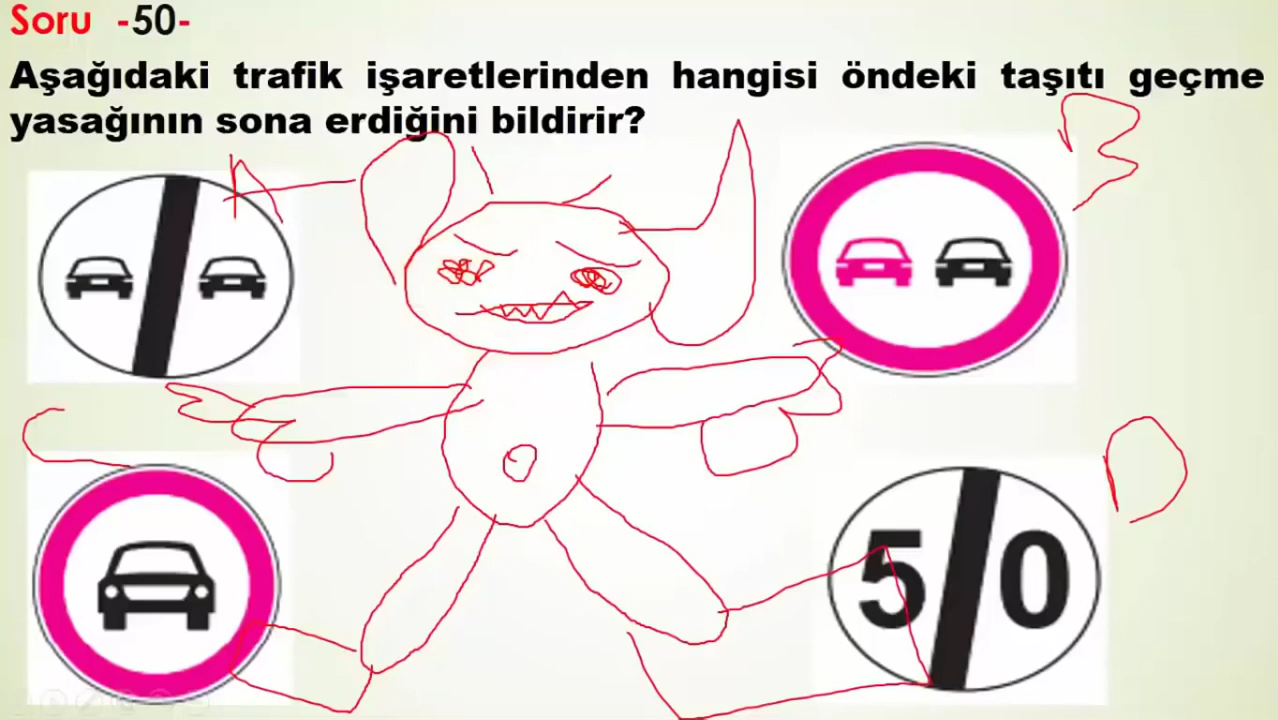 Soru -50-
Aşağıdaki trafik işaretlerinden hangisi öndeki taşıtı geçme
yasağının sona erdiğini bildirir?
A
B
C
D
50